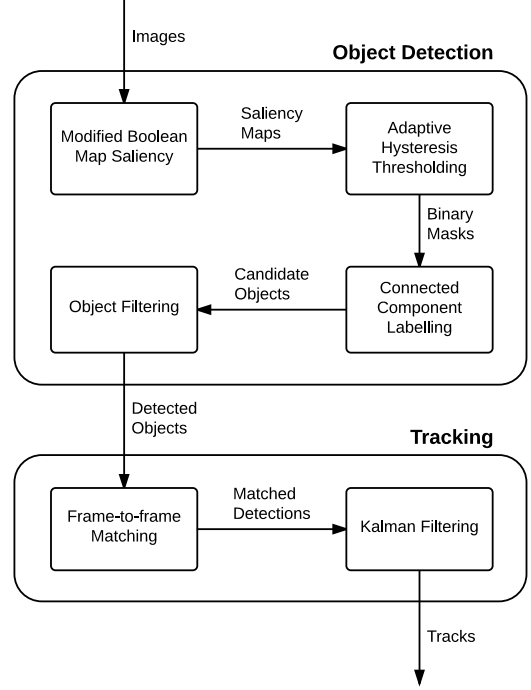 Images
Object Detection
Modified Boolean
Map Saliency
Saliency
Maps
Adaptive
Hysteresis
Thresholding
Binary
Masks
Connected
Component
Labelling
Candidate
Objects
Object Filtering
Detected
Objects
Tracking
Frame-to-frame
Matching
Matched
Detections
Kalman Filtering
Tracks